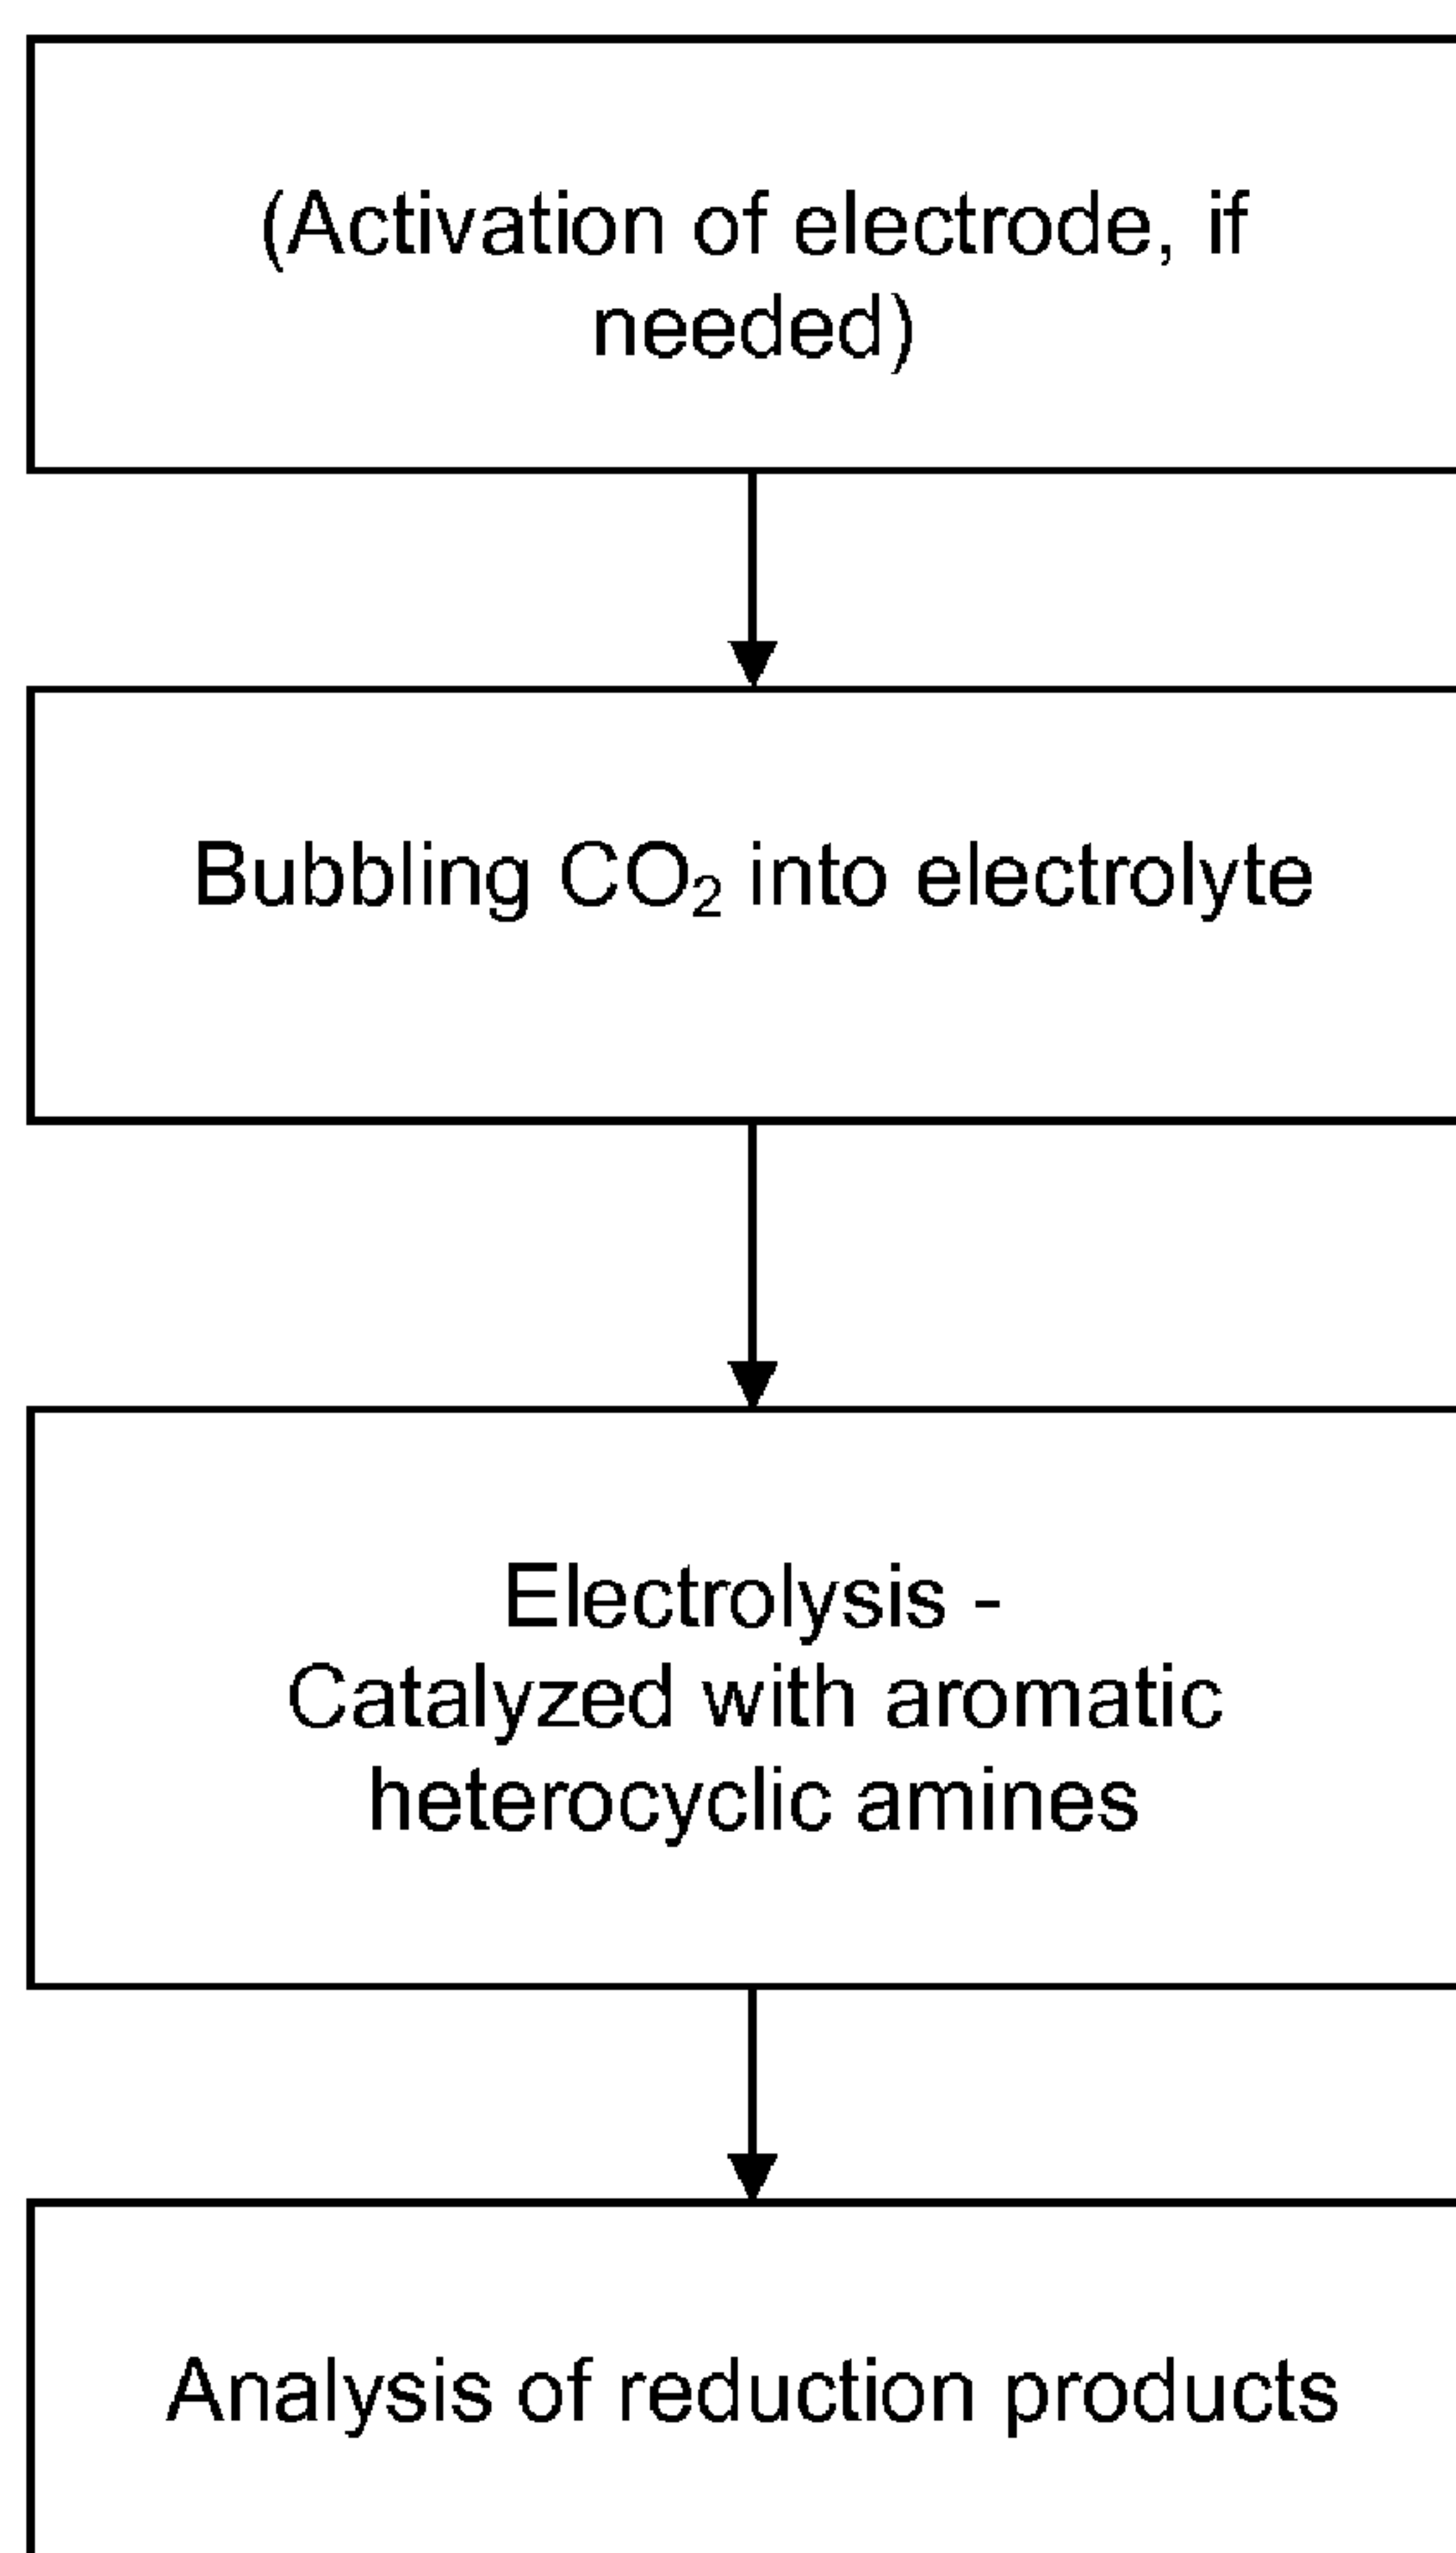 (Activation of electrode, if
needed)
Bubbling CO₂ into electrolyte
Electrolysis -
Catalyzed with aromatic
heterocyclic amines
Analysis of reduction products